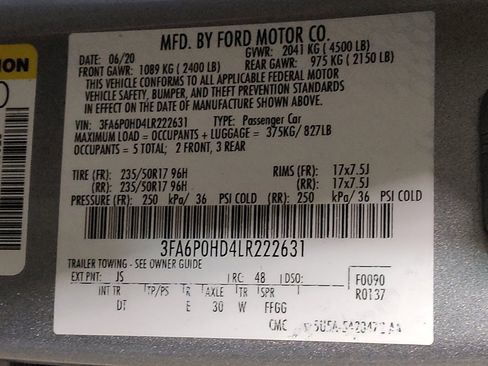 MFD. BY FORD MOTOR CO.
DATE: 06/20 GVWR: 2041 KG ( 4500 LB)
FRONT GAWR: 1089 KG ( 2400 LB) REAR GAWR: 975 KG ( 2150 LB)
THIS VEHICLE CONFORMS TO ALL APPLICABLE FEDERAL MOTOR
VEHICLE SAFETY, BUMPER, AND THEFT PREVENTION STANDARDS
IN EFFECT ON THE DATE OF MANUFACTURE SHOWN ABOVE.
VIN: 3FA6P0HD4LR222631 TYPE: Passenger Car
MAXIMUM LOAD = OCCUPANTS + LUGGAGE = 375KG/ 827LB
OCCUPANTS = 5 TOTAL; 2 FRONT, 3 REAR
TIRE (FR): 235/50R17 96H RIMS (FR): 17x7.5J
(RR): 235/50R17 96H (RR): 17x7.5J
PRESSURE (FR): 250 kPa/ 36 PSI COLD (RR): 250 kPa/ 36 PSI COLD
3FA6P0HD4LR222631
TRAILER TOWING - SEE OWNER GUIDE
EXT PNT: JS RC: 48 DSO: F0090
INT TR TP/PS R AXLE TR SPR R0137
DT E 30 W FFGG
CMC